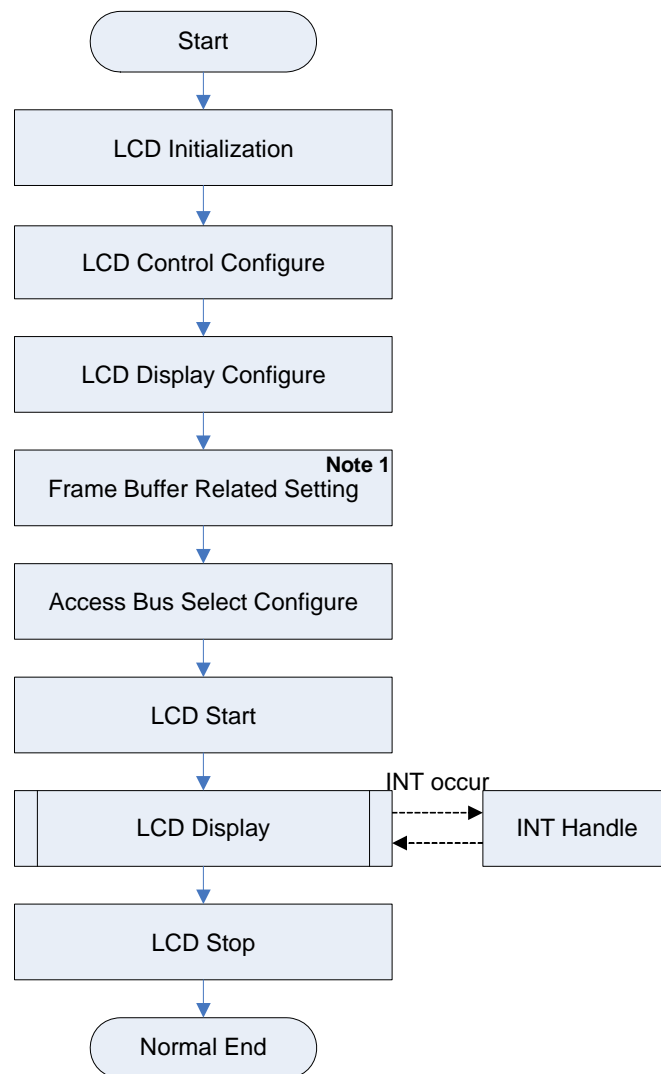 Start
LCD Initialization
LCD Control Configure
LCD Display Configure
Note 1
Frame Buffer Related Setting
Access Bus Select Configure
LCD Start
INT occur
LCD Display
INT Handle
LCD Stop
Normal End